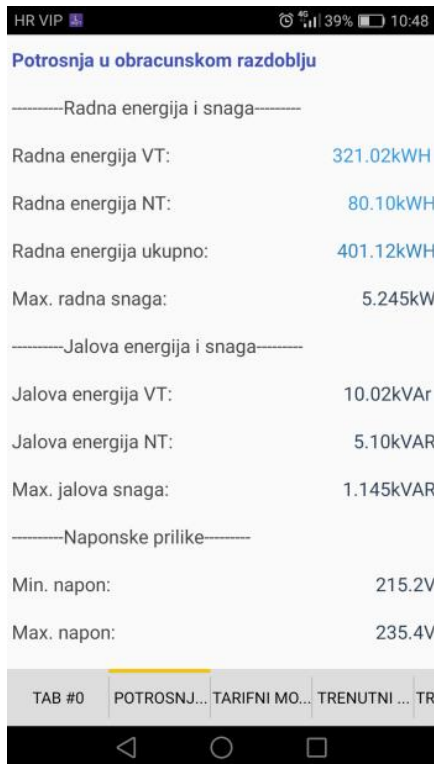 HR VIP 4G 39% 10:48
Potrosnja u obracunskom razdoblju
----------Radna energija i snaga---------
Radna energija VT: 321.02kWH
Radna energija NT: 80.10kWH
Radna energija ukupno: 401.12kWH
Max. radna snaga: 5.245kW
----------Jalova energija i snaga---------
Jalova energija VT: 10.02kVAr
Jalova energija NT: 5.10kVAR
Max. jalova snaga: 1.145kVAR
----------Naponske prilike---------
Min. napon: 215.2V
Max. napon: 235.4V
TAB #0 POTROSNJ... TARIFNI MO... TRENUTNI ... TR